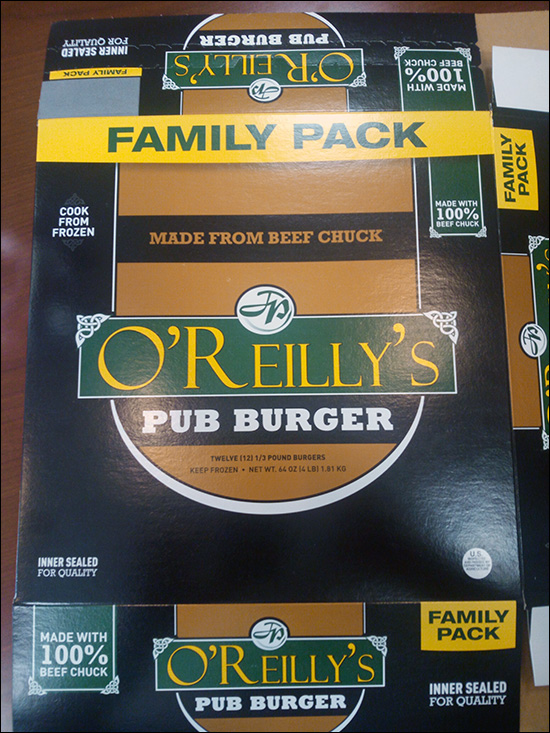 INNER SEALED
FOR QUALITY
FAMILY PACK
PUB BURGER
O'REILLY'S
MADE WITH
100%
BEEF CHUCK
FAMILY PACK
FAMILY
PACK
COOK
FROM
FROZEN
MADE WITH
100%
BEEF CHUCK
MADE FROM BEEF CHUCK
O'REILLY'S
PUB BURGER
TWELVE (12) 1/3 POUND BURGERS
KEEP FROZEN • NET WT. 64 OZ (4 LB) 1.81 KG
INNER SEALED
FOR QUALITY
U.S.
MADE WITH
100%
BEEF CHUCK
O'REILLY'S
PUB BURGER
FAMILY
PACK
INNER SEALED
FOR QUALITY